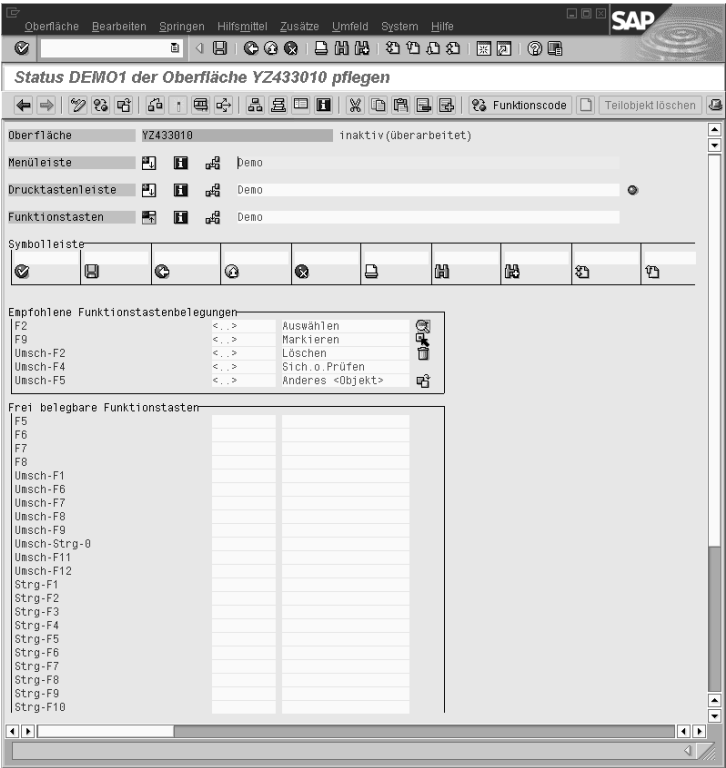 Oberfläche Bearbeiten Springen Hilfsmittel Zusätze Umfeld System Hilfe
SAP
Status DEMO1 der Oberfläche YZ433010 pflegen
Funktionscode Teilobjekt löschen
Oberfläche YZ433010 inaktiv(überarbeitet)
Menüleiste Demo
Drucktastenleiste Demo
Funktionstasten Demo
Symbolleiste
Empfohlene Funktionstastenbelegungen
F2 <..> Auswählen
F9 <..> Markieren
Umsch-F2 <..> Löschen
Umsch-F4 <..> Sich.o.Prüfen
Umsch-F5 <..> Anderes <Objekt>
Frei belegbare Funktionstasten
F5
F6
F7
F8
Umsch-F1
Umsch-F6
Umsch-F7
Umsch-F8
Umsch-F9
Umsch-Strg-0
Umsch-F11
Umsch-F12
Strg-F1
Strg-F2
Strg-F3
Strg-F4
Strg-F5
Strg-F6
Strg-F7
Strg-F8
Strg-F9
Strg-F10